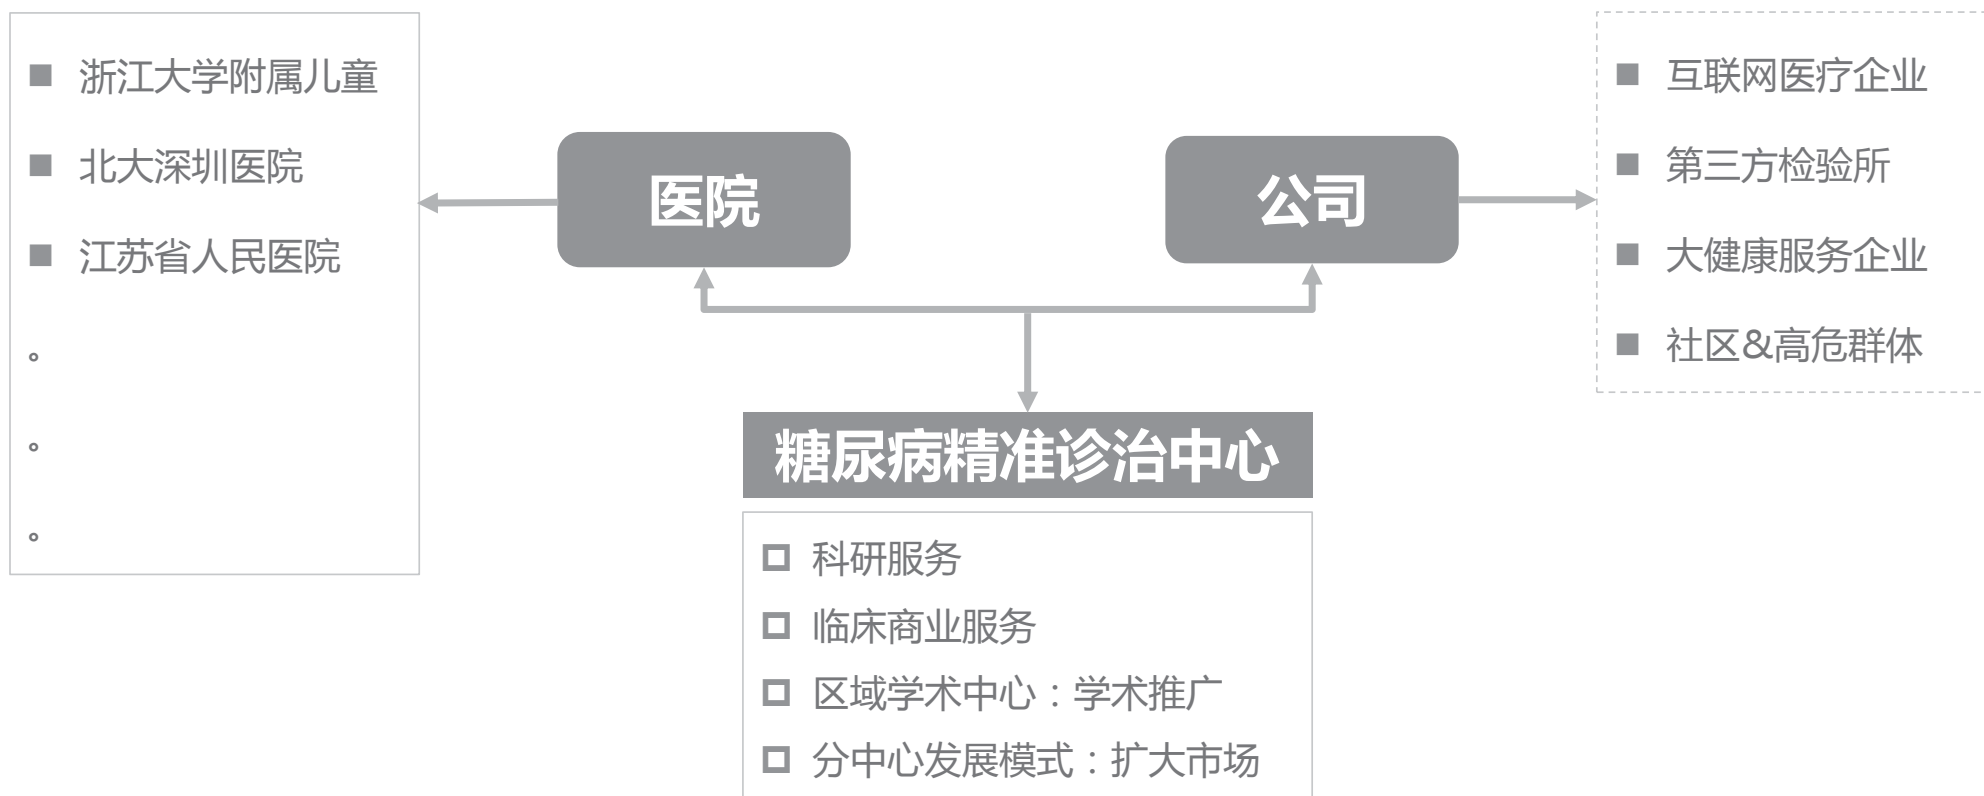 浙江大学附属儿童
北大深圳医院
江苏省人民医院
。
。
。
医院
公司
互联网医疗企业
第三方检验所
大健康服务企业
社区&高危群体
糖尿病精准诊治中心
科研服务
临床商业服务
区域学术中心：学术推广
分中心发展模式：扩大市场